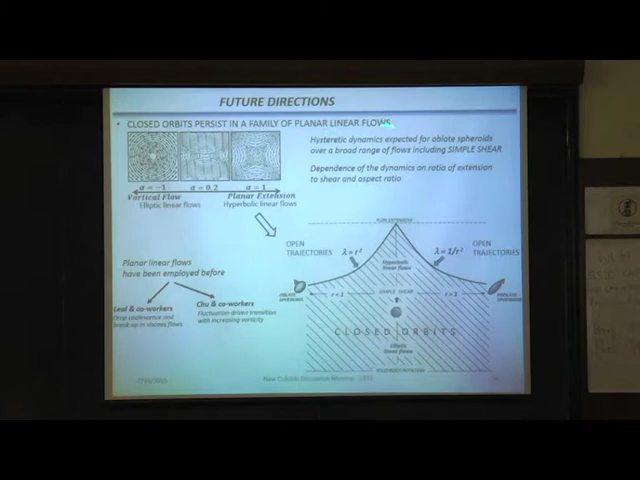 FUTURE DIRECTIONS
• CLOSED ORBITS PERSIST IN A FAMILY OF PLANAR LINEAR FLOWS
Hysteretic dynamics expected for oblate spheroids
over a broad range of flows including SIMPLE SHEAR
Dependence of the dynamics on ratio of extension
to shear and aspect ratio
α = −1 α = 0.2 α = 1
Vortical Flow Planar Extension
Elliptic linear flows Hyperbolic linear flows
Planar linear flows
have been employed before
Leal & co-workers
Drop coalescence and
break-up in viscous flows
Chu & co-workers
Fluctuation-driven transition
with increasing vorticity
PURE EXTENSION
OPEN
TRAJECTORIES
λ = r²
λ = 1/r²
OPEN
TRAJECTORIES
Hyperbolic
linear flows
OBLATE
SPHEROIDS
r < 1
SIMPLE SHEAR
r > 1
PROLATE
SPHEROIDS
CLOSED ORBITS
Elliptic
linear flows